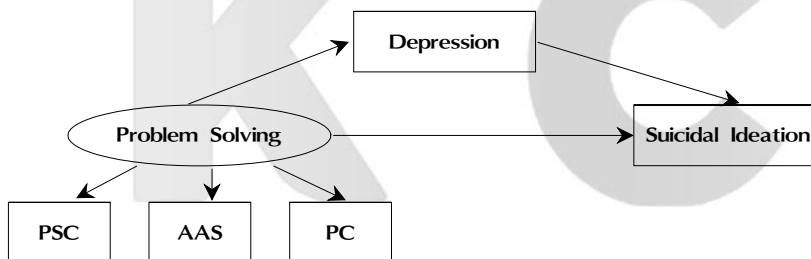 Depression
Problem Solving
Suicidal Ideation
PSC
AAS
PC